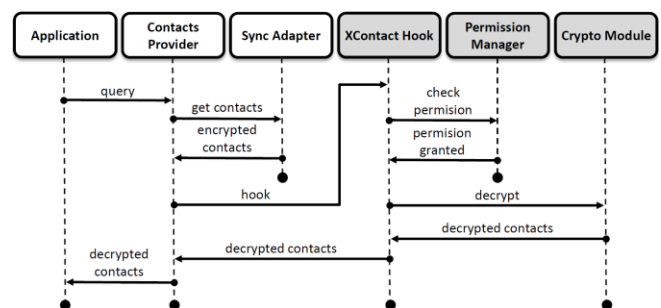 Application
Contacts
Provider
Sync Adapter
XContact Hook
Permission
Manager
Crypto Module
query
get contacts
encrypted
contacts
check
permision
permision
granted
hook
decrypt
decrypted contacts
decrypted contacts
decrypted
contacts